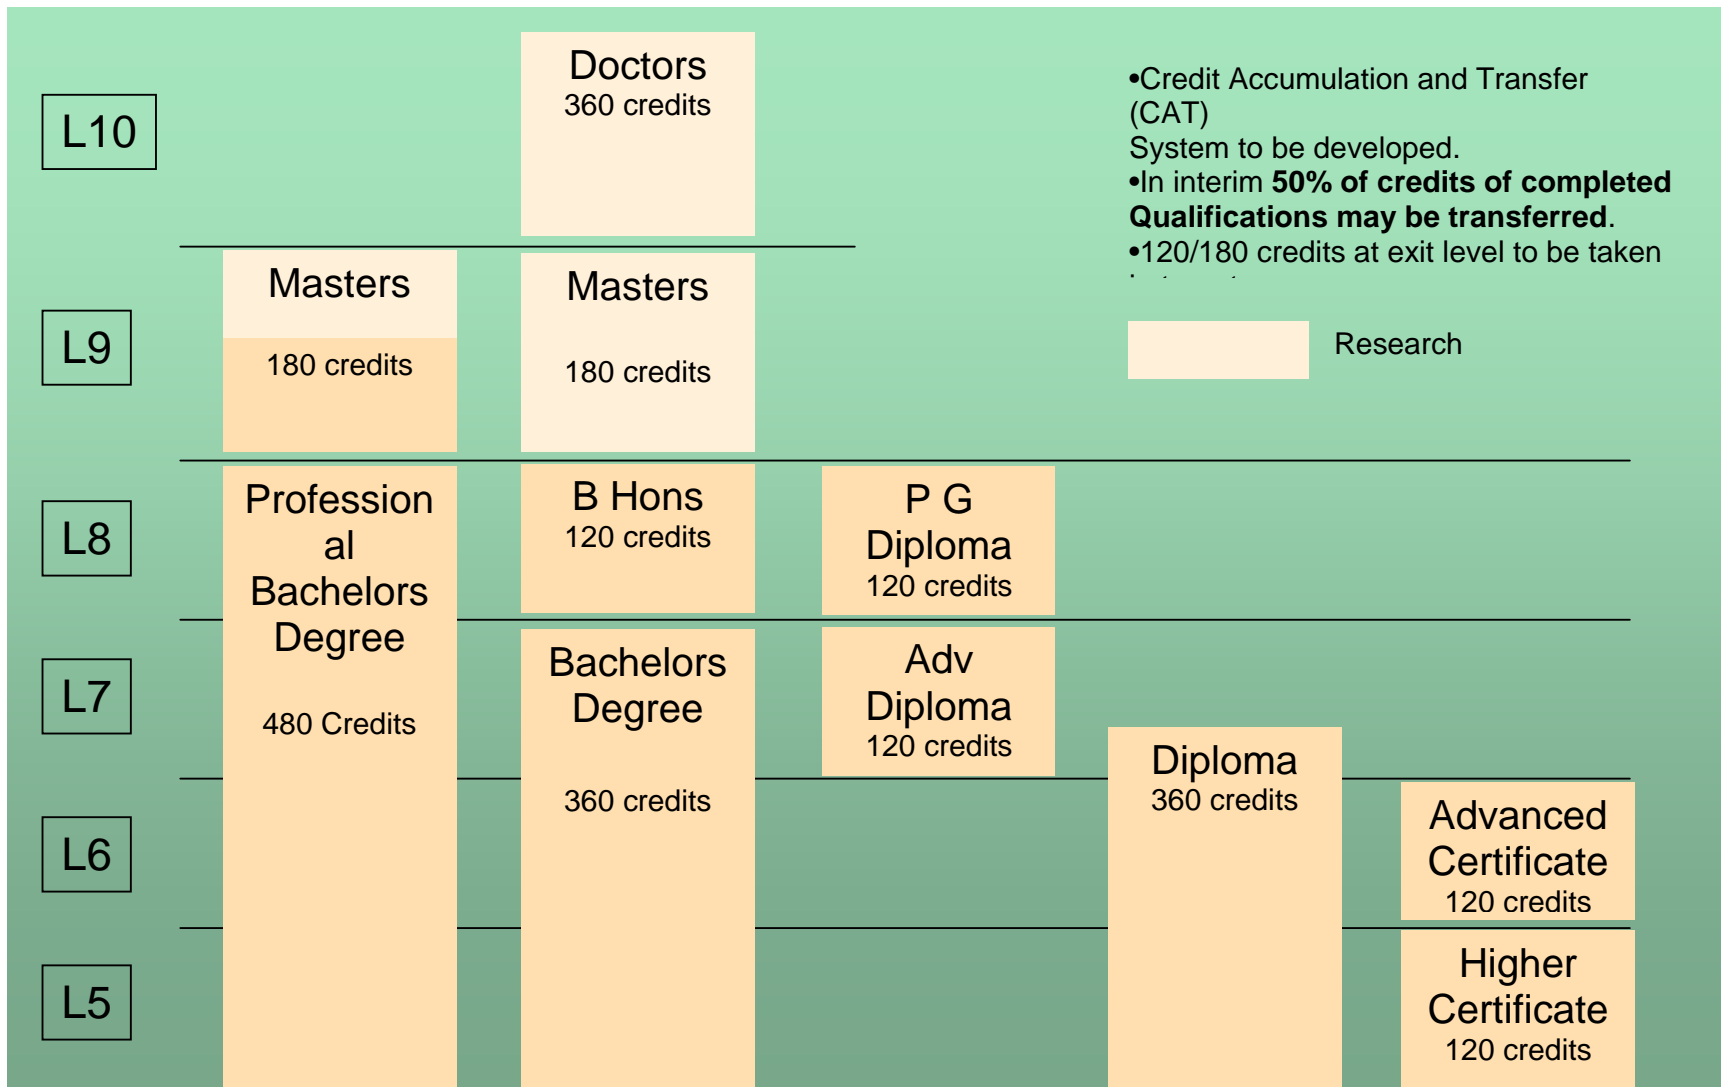 L10
Doctors
360 credits
•Credit Accumulation and Transfer
(CAT)
System to be developed.
•In interim 50% of credits of completed
Qualifications may be transferred.
•120/180 credits at exit level to be taken
L9
Masters
180 credits
Masters
180 credits
Research
L8
Profession
al
Bachelors
Degree
480 Credits
B Hons
120 credits
P G
Diploma
120 credits
L7
Bachelors
Degree
360 credits
Adv
Diploma
120 credits
Diploma
360 credits
L6
Advanced
Certificate
120 credits
L5
Higher
Certificate
120 credits